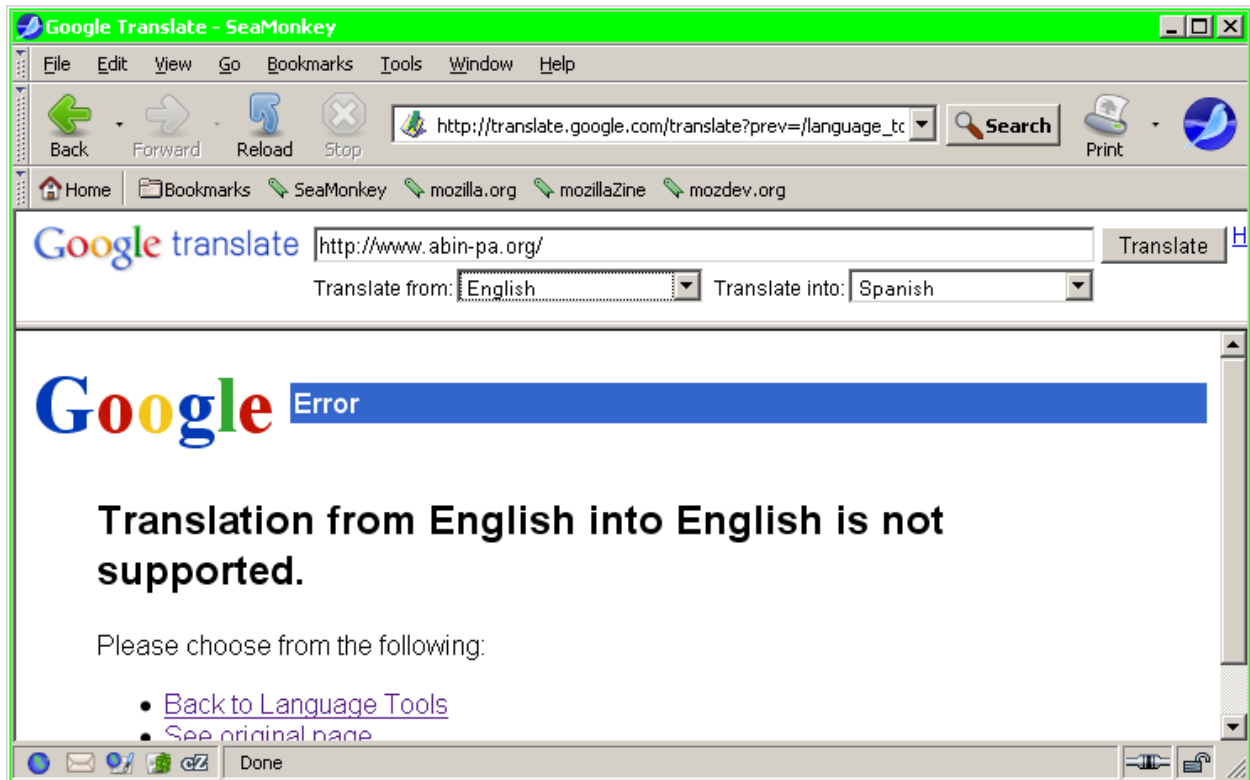 Google Translate - SeaMonkey
File Edit View Go Bookmarks Tools Window Help
http://translate.google.com/translate?prev=/language_tc Search
Back Forward Reload Stop Print
Home Bookmarks SeaMonkey mozilla.org mozillaZine mozdev.org
Google translate http://www.abin-pa.org/ Translate H
Translate from: English Translate into: Spanish
Google Error
Translation from English into English is not
supported.
Please choose from the following:
Back to Language Tools
See original page
Done